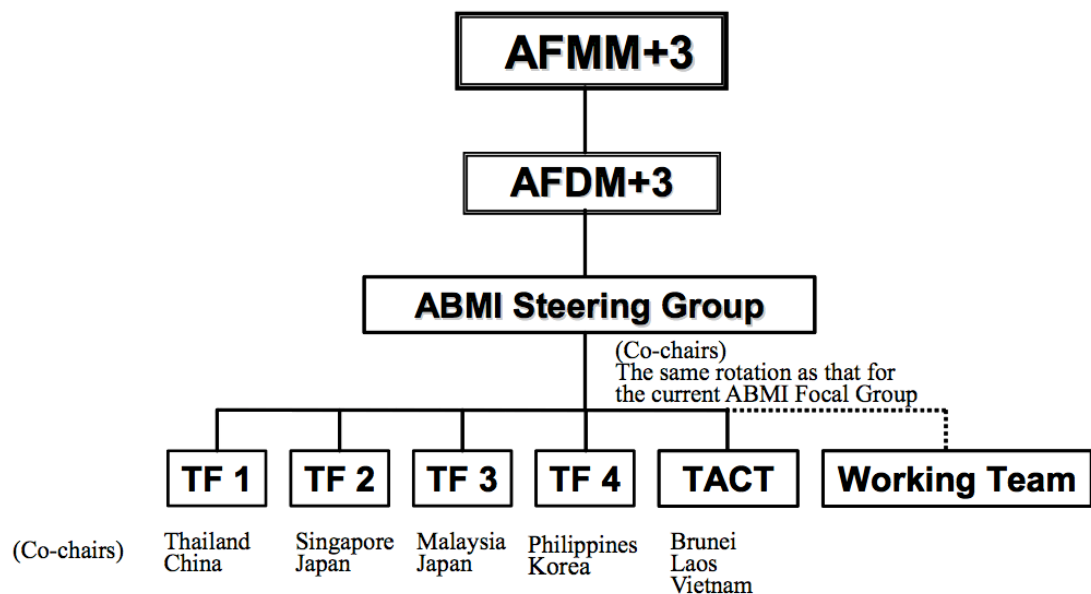 AFMM+3
AFDM+3
ABMI Steering Group
(Co-chairs)
The same rotation as that for
the current ABMI Focal Group
TF 1
TF 2
TF 3
TF 4
TACT
Working Team
(Co-chairs)
Thailand
China
Singapore
Japan
Malaysia
Japan
Philippines
Korea
Brunei
Laos
Vietnam